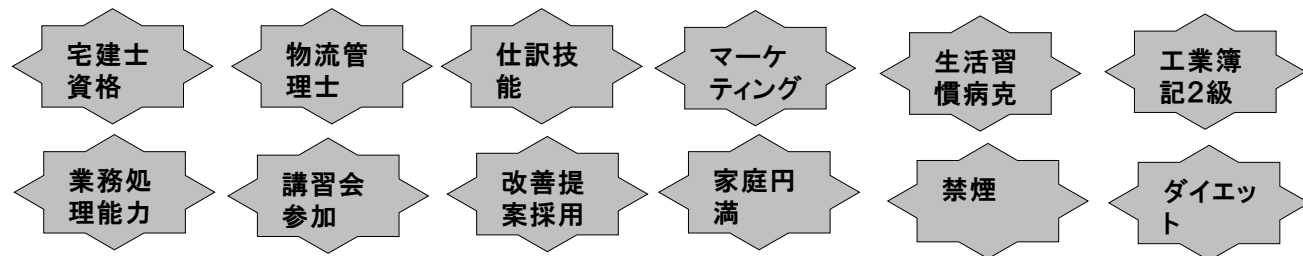 宅建士
資格
物流管
理士
仕訳技
能
マーケ
ティング
生活習
慣病克
工業簿
記2級
業務処
理能力
講習会
参加
改善提
案採用
家庭円
満
禁煙
ダイエッ
ト